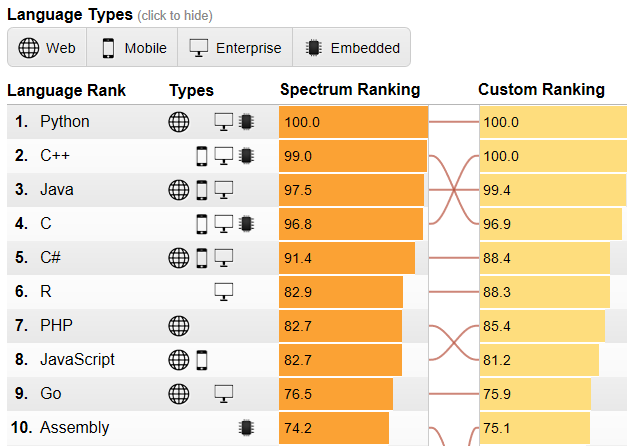 Language Types (click to hide)
Web Mobile Enterprise Embedded
Language Rank Types Spectrum Ranking Custom Ranking
1. Python 100.0 100.0
2. C++ 99.0 100.0
3. Java 97.5 99.4
4. C 96.8 96.9
5. C# 91.4 88.4
6. R 82.9 88.3
7. PHP 82.7 85.4
8. JavaScript 82.7 81.2
9. Go 76.5 75.9
10. Assembly 74.2 75.1